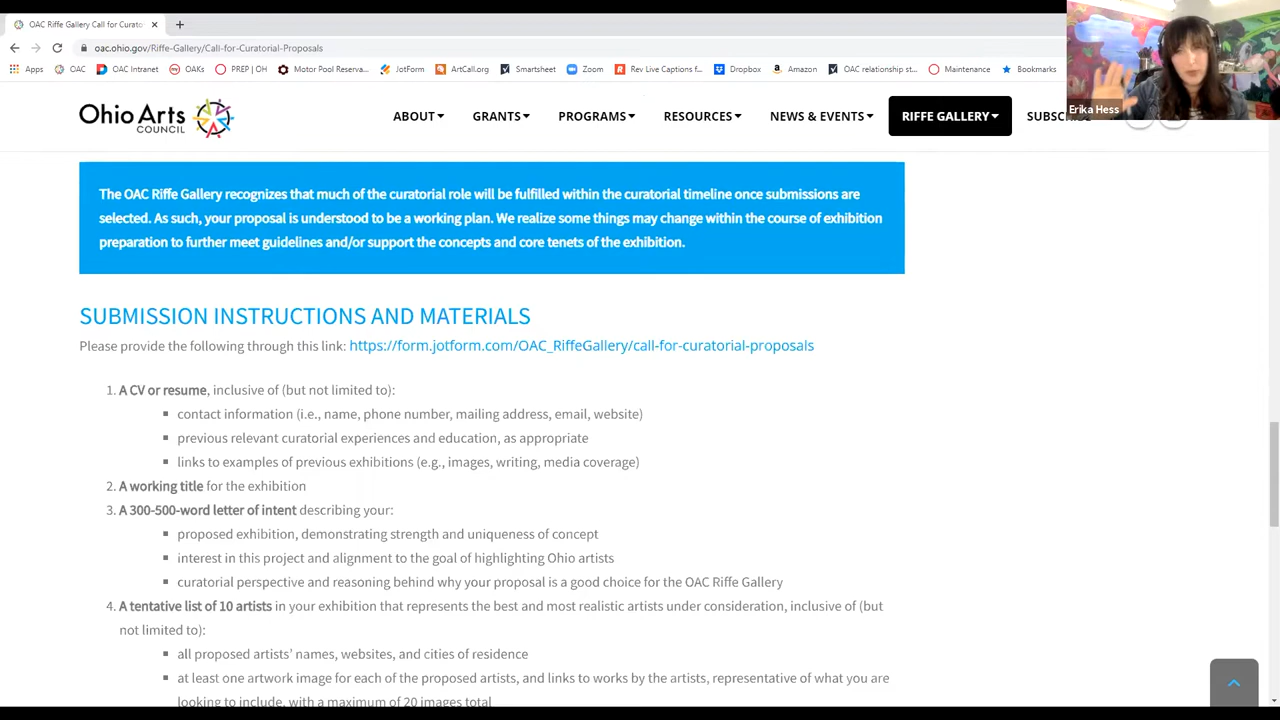 OAC Riffe Gallery Call for Curato
oac.ohio.gov/Riffe-Gallery/Call-for-Curatorial-Proposals
Apps OAC OAC Intranet OAKs PREP | OH Motor Pool Reserva... JotForm ArtCall.org Smartsheet Zoom Rev Live Captions f... Dropbox Amazon OAC relationship st... Maintenance Bookmarks
Erika Hess
Ohio Arts
COUNCIL
ABOUT GRANTS PROGRAMS RESOURCES NEWS & EVENTS RIFFE GALLERY
The OAC Riffe Gallery recognizes that much of the curatorial role will be fulfilled within the curatorial timeline once submissions are
selected. As such, your proposal is understood to be a working plan. We realize some things may change within the course of exhibition
preparation to further meet guidelines and/or support the concepts and core tenets of the exhibition.
SUBMISSION INSTRUCTIONS AND MATERIALS
Please provide the following through this link: https://form.jotform.com/OAC_RiffeGallery/call-for-curatorial-proposals
1. A CV or resume, inclusive of (but not limited to):
contact information (i.e., name, phone number, mailing address, email, website)
previous relevant curatorial experiences and education, as appropriate
links to examples of previous exhibitions (e.g., images, writing, media coverage)
2. A working title for the exhibition
3. A 300-500-word letter of intent describing your:
proposed exhibition, demonstrating strength and uniqueness of concept
interest in this project and alignment to the goal of highlighting Ohio artists
curatorial perspective and reasoning behind why your proposal is a good choice for the OAC Riffe Gallery
4. A tentative list of 10 artists in your exhibition that represents the best and most realistic artists under consideration, inclusive of (but
not limited to):
all proposed artists' names, websites, and cities of residence
at least one artwork image for each of the proposed artists, and links to works by the artists, representative of what you are
looking to include, with a maximum of 20 images total